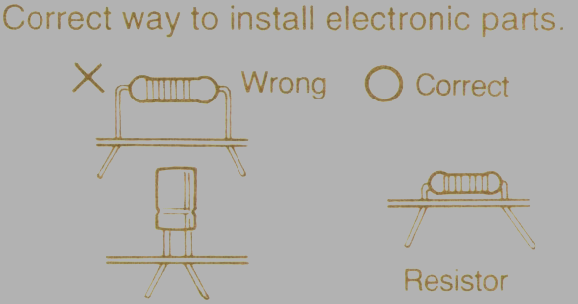 Correct way to install electronic parts.
Wrong
Correct
Resistor